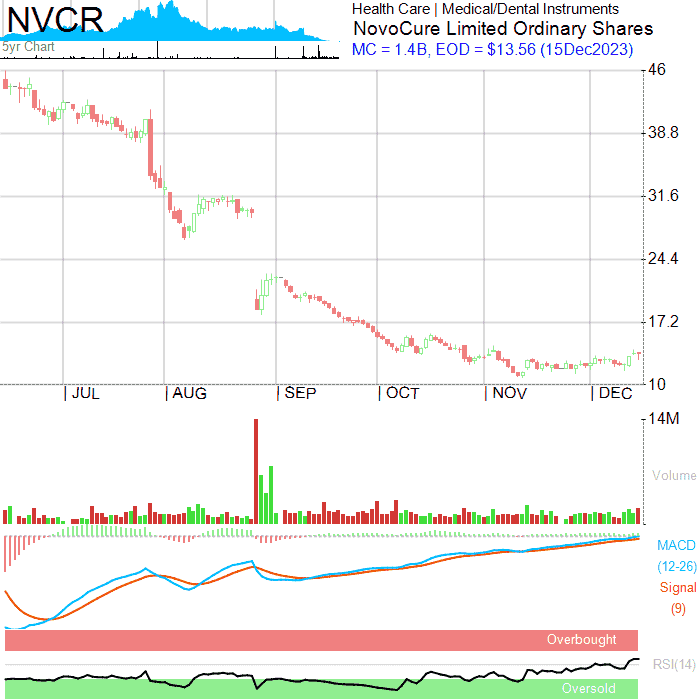 NVCR
5yr Chart
Health Care | Medical/Dental Instruments
NovoCure Limited Ordinary Shares
MC = 1.4B, EOD = $13.56 (15Dec2023)
46
38.8
31.6
24.4
17.2
10
| JUL | AUG | SEP | OCT | NOV | DEC
14M
Volume
MACD
(12-26)
Signal
(9)
Overbought
RSI(14)
Oversold